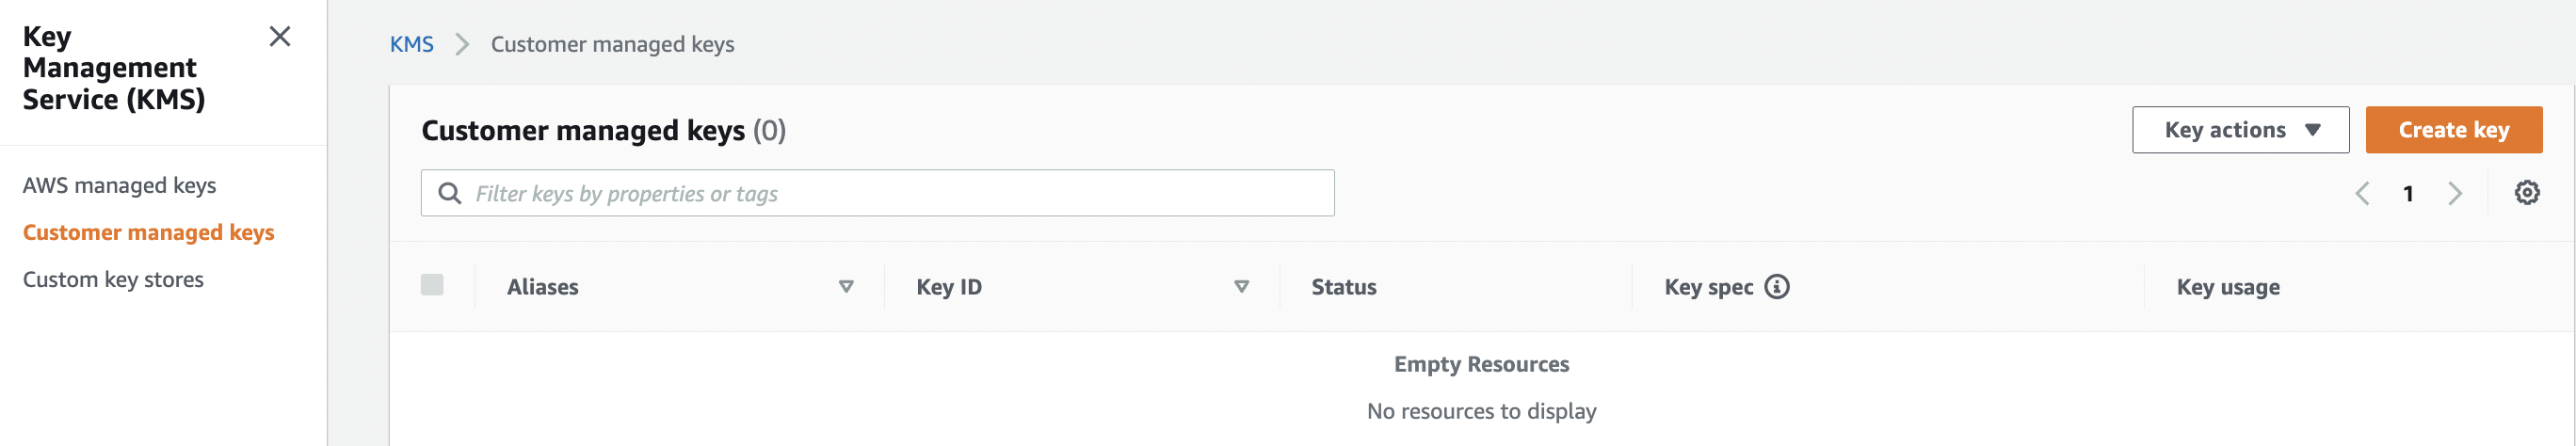 Key
Management
Service (KMS)
AWS managed keys
Customer managed keys
Custom key stores
KMS > Customer managed keys
Customer managed keys (0)
Key actions
Create key
Filter keys by properties or tags
1
Aliases Key ID Status Key spec Key usage
Empty Resources
No resources to display